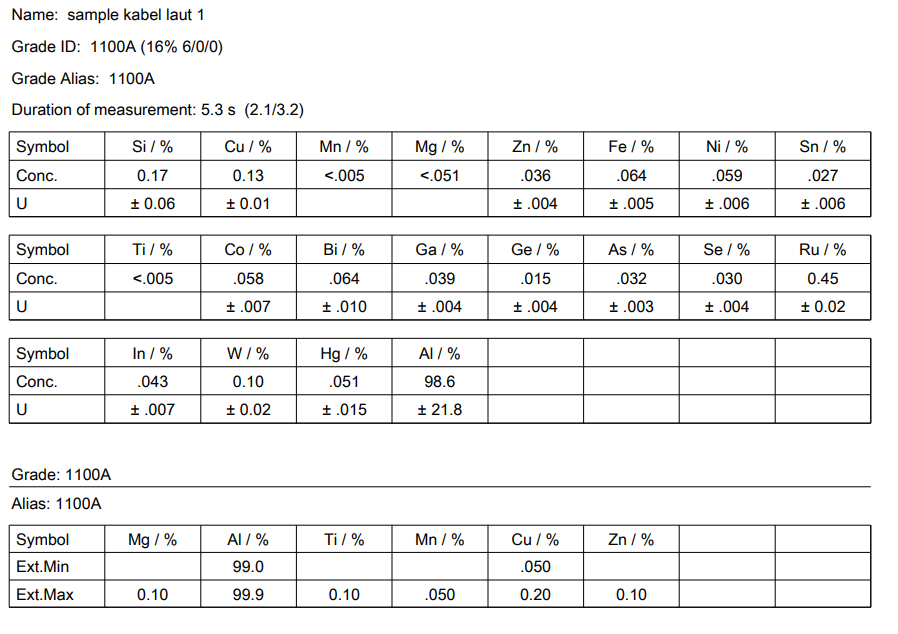 Name: sample kabel laut 1
Grade ID: 1100A (16% 6/0/0)
Grade Alias: 1100A
Duration of measurement: 5.3 s (2.1/3.2)
Symbol Si / % Cu / % Mn / % Mg / % Zn / % Fe / % Ni / % Sn / %
Conc. 0.17 0.13 <.005 <.051 .036 .064 .059 .027
U ± 0.06 ± 0.01 ± .004 ± .005 ± .006 ± .006
Symbol Ti / % Co / % Bi / % Ga / % Ge / % As / % Se / % Ru / %
Conc. <.005 .058 .064 .039 .015 .032 .030 0.45
U ± .007 ± .010 ± .004 ± .004 ± .003 ± .004 ± 0.02
Symbol In / % W / % Hg / % Al / %
Conc. .043 0.10 .051 98.6
U ± .007 ± 0.02 ± .015 ± 21.8
Grade: 1100A
Alias: 1100A
Symbol Mg / % Al / % Ti / % Mn / % Cu / % Zn / %
Ext.Min 99.0 .050
Ext.Max 0.10 99.9 0.10 .050 0.20 0.10